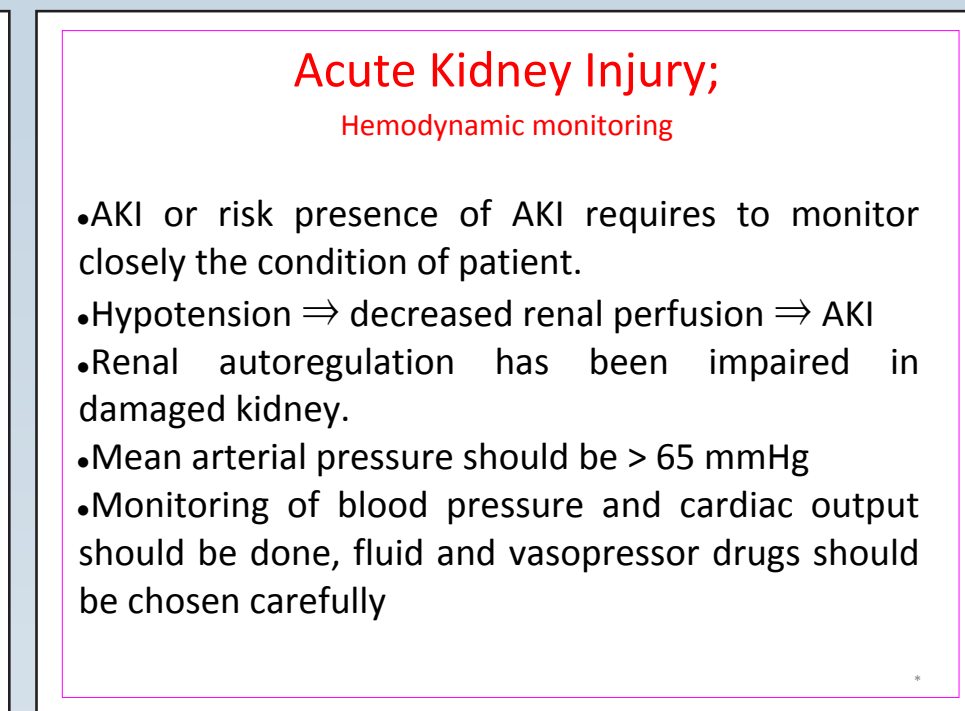 Acute Kidney Injury;
Hemodynamic monitoring
•AKI or risk presence of AKI requires to monitor
closely the condition of patient.
•Hypotension ⇒ decreased renal perfusion ⇒ AKI
•Renal autoregulation has been impaired in
damaged kidney.
•Mean arterial pressure should be > 65 mmHg
•Monitoring of blood pressure and cardiac output
should be done, fluid and vasopressor drugs should
be chosen carefully
*